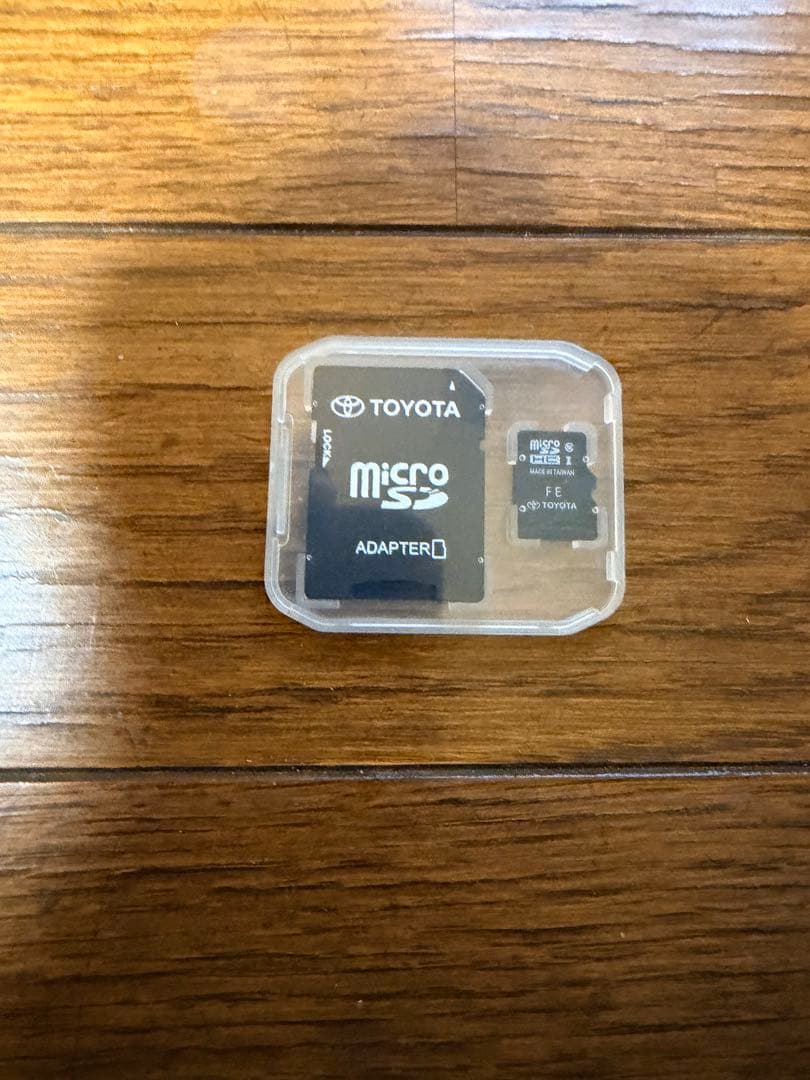 TOYOTA
LOCK
micro
SD
ADAPTER
micro
SD
HC I
MADE IN TAIWAN
FE
TOYOTA